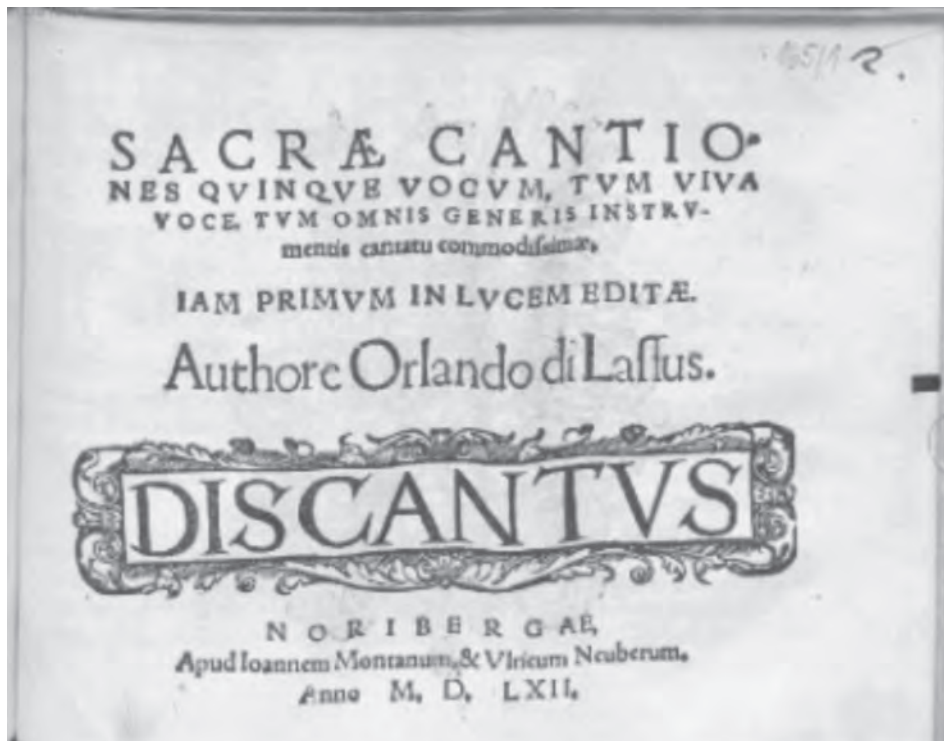 2.
SACRÆ CANTIO-
NES QVINQVE VOCVM, TVM VIVA
VOCE, TVM OMNIS GENERIS INSTRV-
mentis cantatu commodiſsimæ,
IAM PRIMVM IN LVCEM EDITÆ.
Authore Orlando di Laſſus.
DISCANTVS
NORIBERGAE,
Apud Ioannem Montanum, & Vlricum Neuberum,
Anno M. D. LXII.